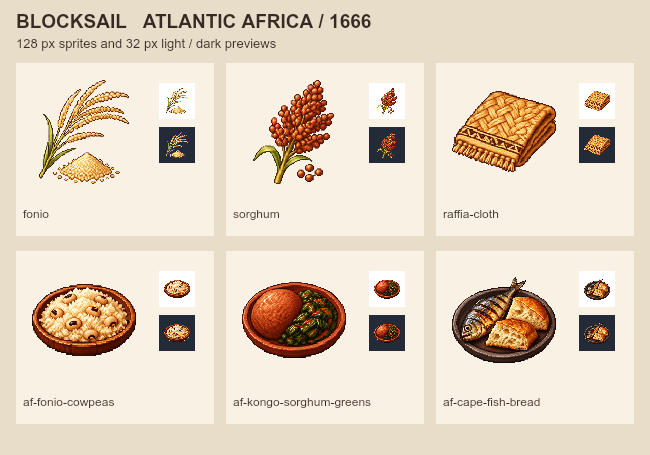 BLOCKSAIL ATLANTIC AFRICA / 1666
128 px sprites and 32 px light / dark previews
fonio
sorghum
raffia-cloth
af-fonio-cowpeas
af-kongo-sorghum-greens
af-cape-fish-bread